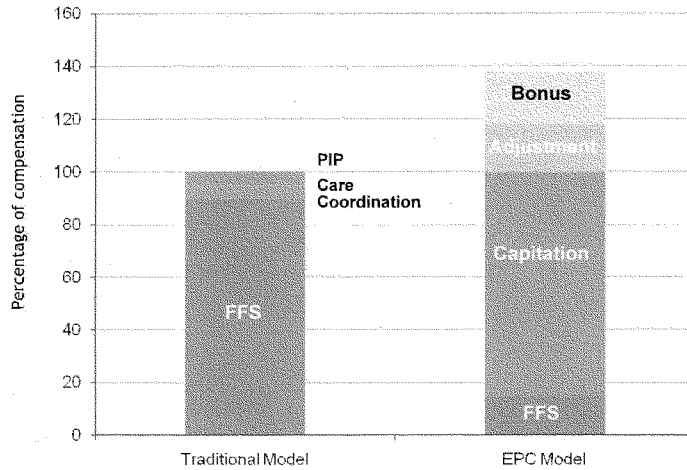 160
140
120
100
80
60
40
20
0
Percentage of compensation
PIP
Care
Coordination
FFS
Bonus
Adjustment
Capitation
FFS
Traditional Model
EPC Model